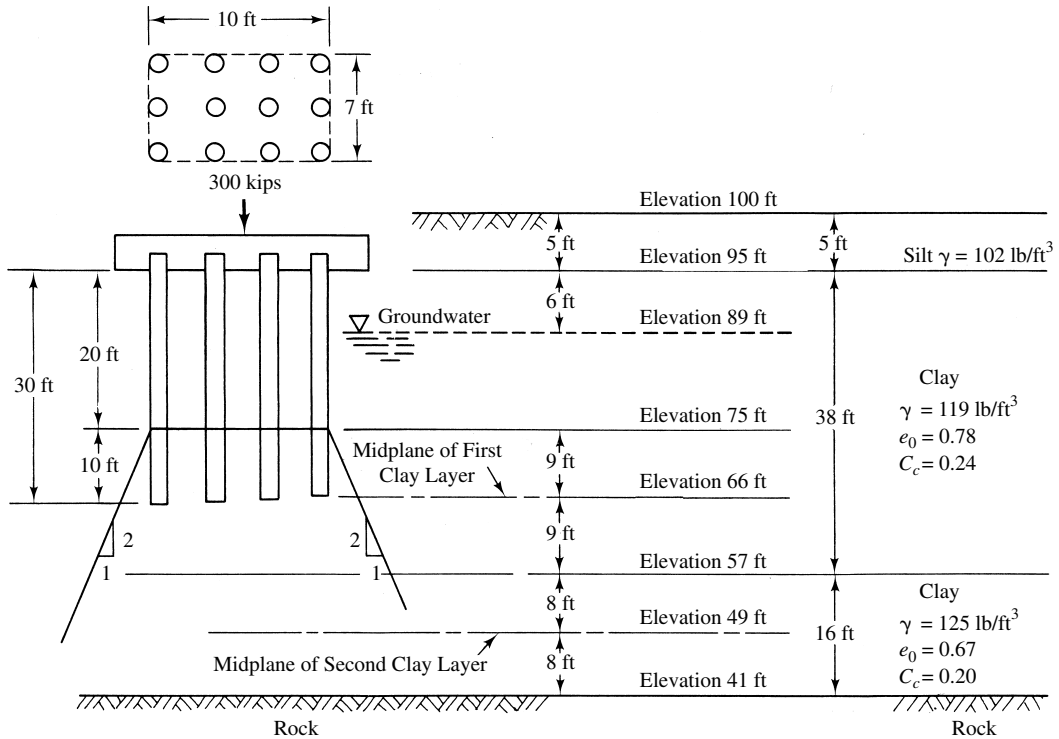 10 ft
7 ft
300 kips
Elevation 100 ft
5 ft
5 ft
Elevation 95 ft
Silt γ = 102 lb/ft³
6 ft
Groundwater
Elevation 89 ft
20 ft
30 ft
Clay
γ = 119 lb/ft³
e₀ = 0.78
C_c = 0.24
Elevation 75 ft
38 ft
10 ft
Midplane of First
Clay Layer
9 ft
Elevation 66 ft
9 ft
2
1
2
1
Elevation 57 ft
Clay
γ = 125 lb/ft³
e₀ = 0.67
C_c = 0.20
8 ft
Elevation 49 ft
16 ft
Midplane of Second Clay Layer
8 ft
Elevation 41 ft
Rock
Rock